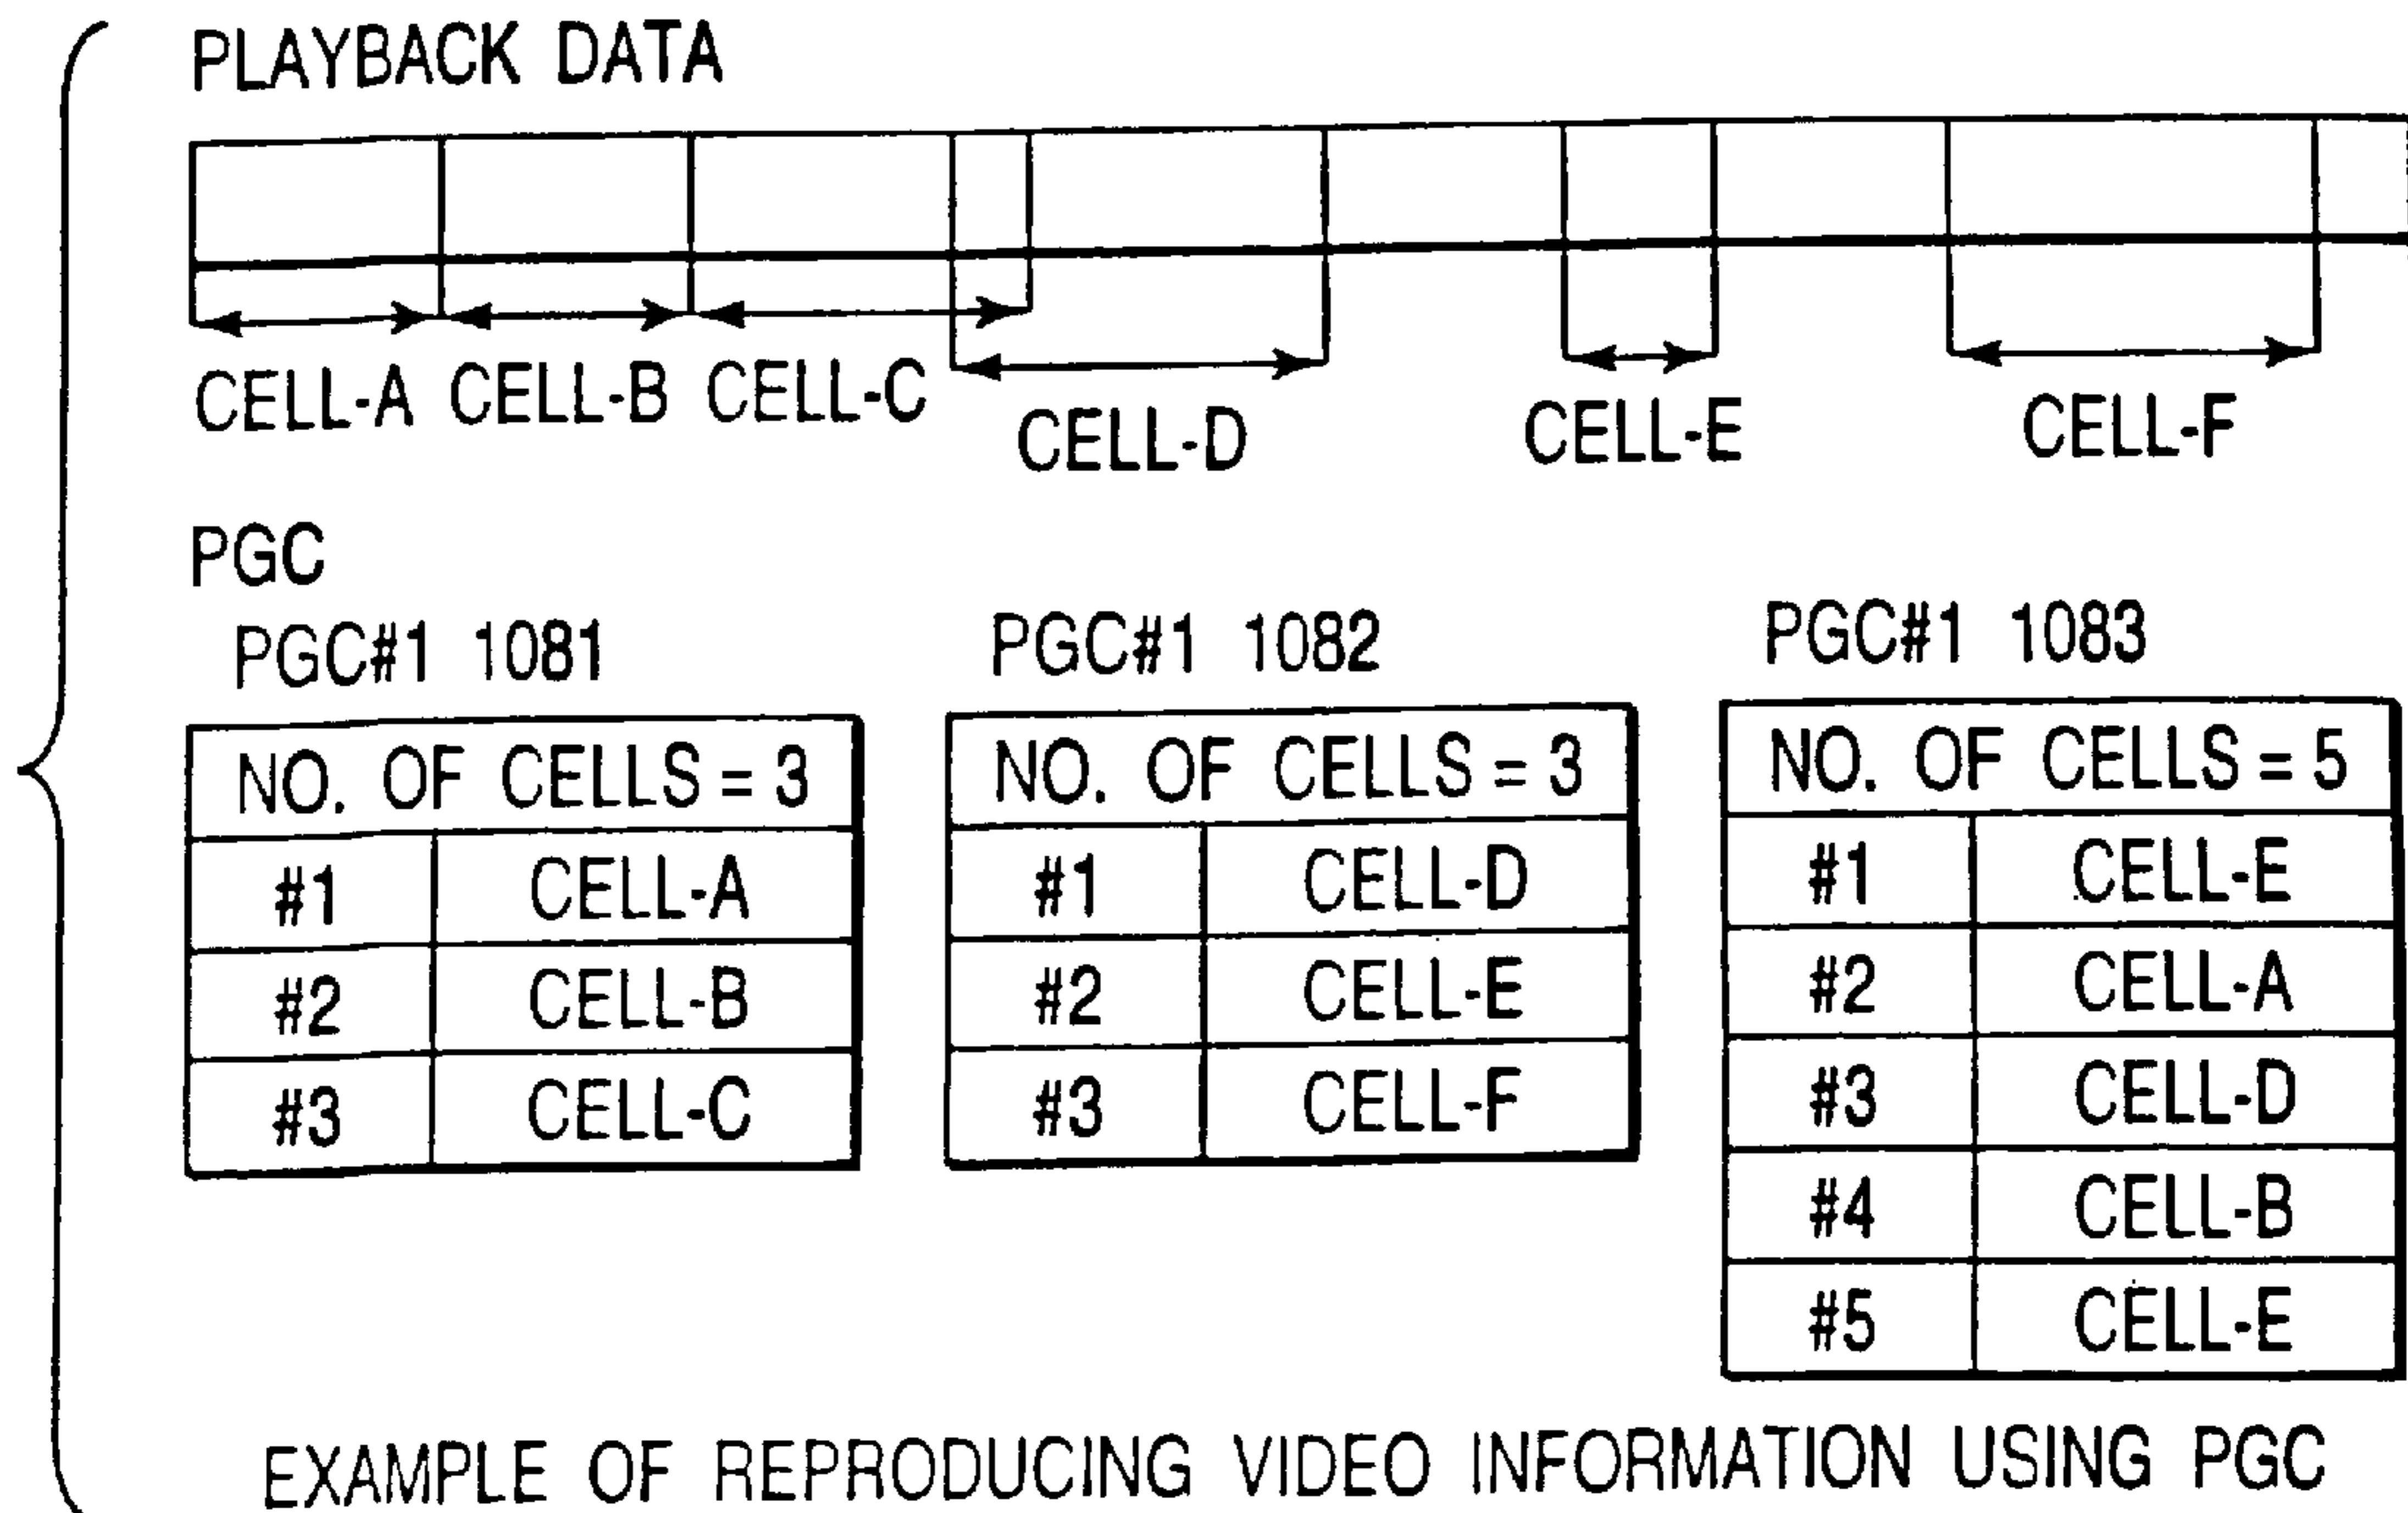 PLAYBACK DATA
CELL-A CELL-B CELL-C
CELL-D
CELL-E
CELL-F
PGC
PGC#1 1081
NO. OF CELLS = 3
#1 CELL-A
#2 CELL-B
#3 CELL-C
PGC#1 1082
NO. OF CELLS = 3
#1 CELL-D
#2 CELL-E
#3 CELL-F
PGC#1 1083
NO. OF CELLS = 5
#1 CELL-E
#2 CELL-A
#3 CELL-D
#4 CELL-B
#5 CELL-E
EXAMPLE OF REPRODUCING VIDEO INFORMATION USING PGC